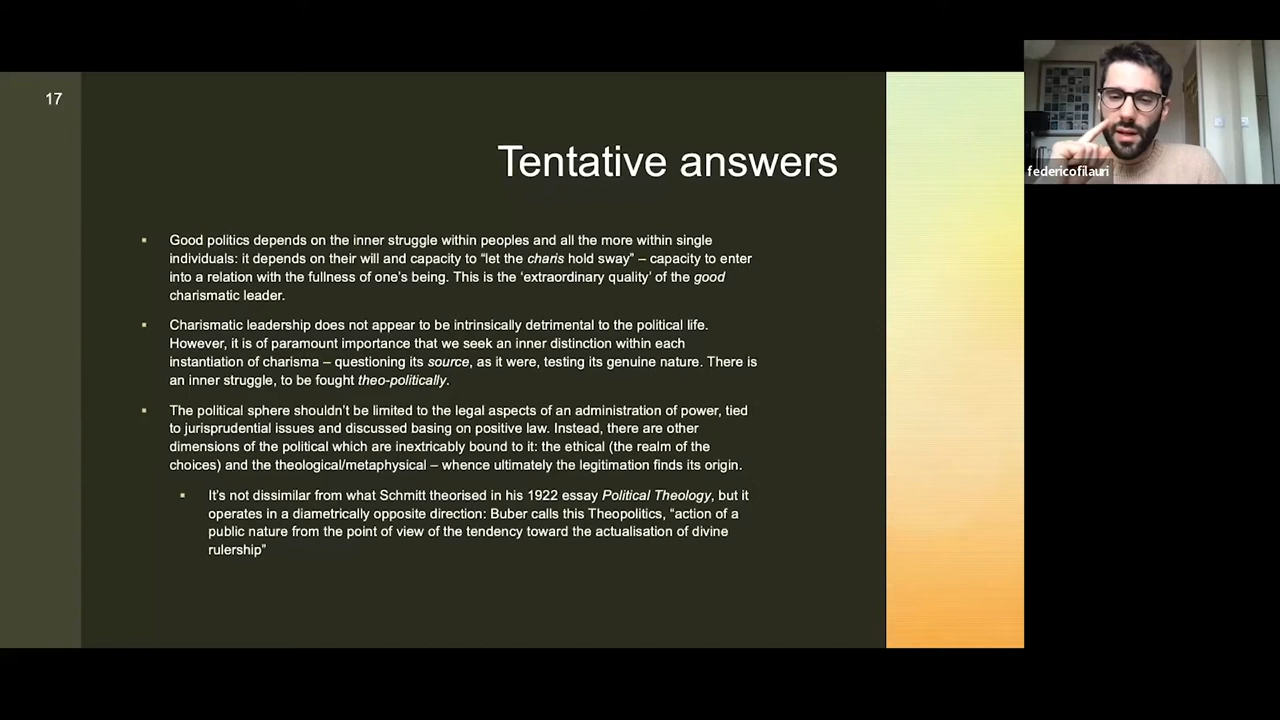 17
Tentative answers
federicofilauri
▪ Good politics depends on the inner struggle within peoples and all the more within single
individuals: it depends on their will and capacity to “let the charis hold sway” – capacity to enter
into a relation with the fullness of one’s being. This is the ‘extraordinary quality’ of the good
charismatic leader.
▪ Charismatic leadership does not appear to be intrinsically detrimental to the political life.
However, it is of paramount importance that we seek an inner distinction within each
instantiation of charisma – questioning its source, as it were, testing its genuine nature. There is
an inner struggle, to be fought theo-politically.
▪ The political sphere shouldn’t be limited to the legal aspects of an administration of power, tied
to jurisprudential issues and discussed basing on positive law. Instead, there are other
dimensions of the political which are inextricably bound to it: the ethical (the realm of the
choices) and the theological/metaphysical – whence ultimately the legitimation finds its origin.
▪ It’s not dissimilar from what Schmitt theorised in his 1922 essay Political Theology, but it
operates in a diametrically opposite direction: Buber calls this Theopolitics, “action of a
public nature from the point of view of the tendency toward the actualisation of divine
rulership”